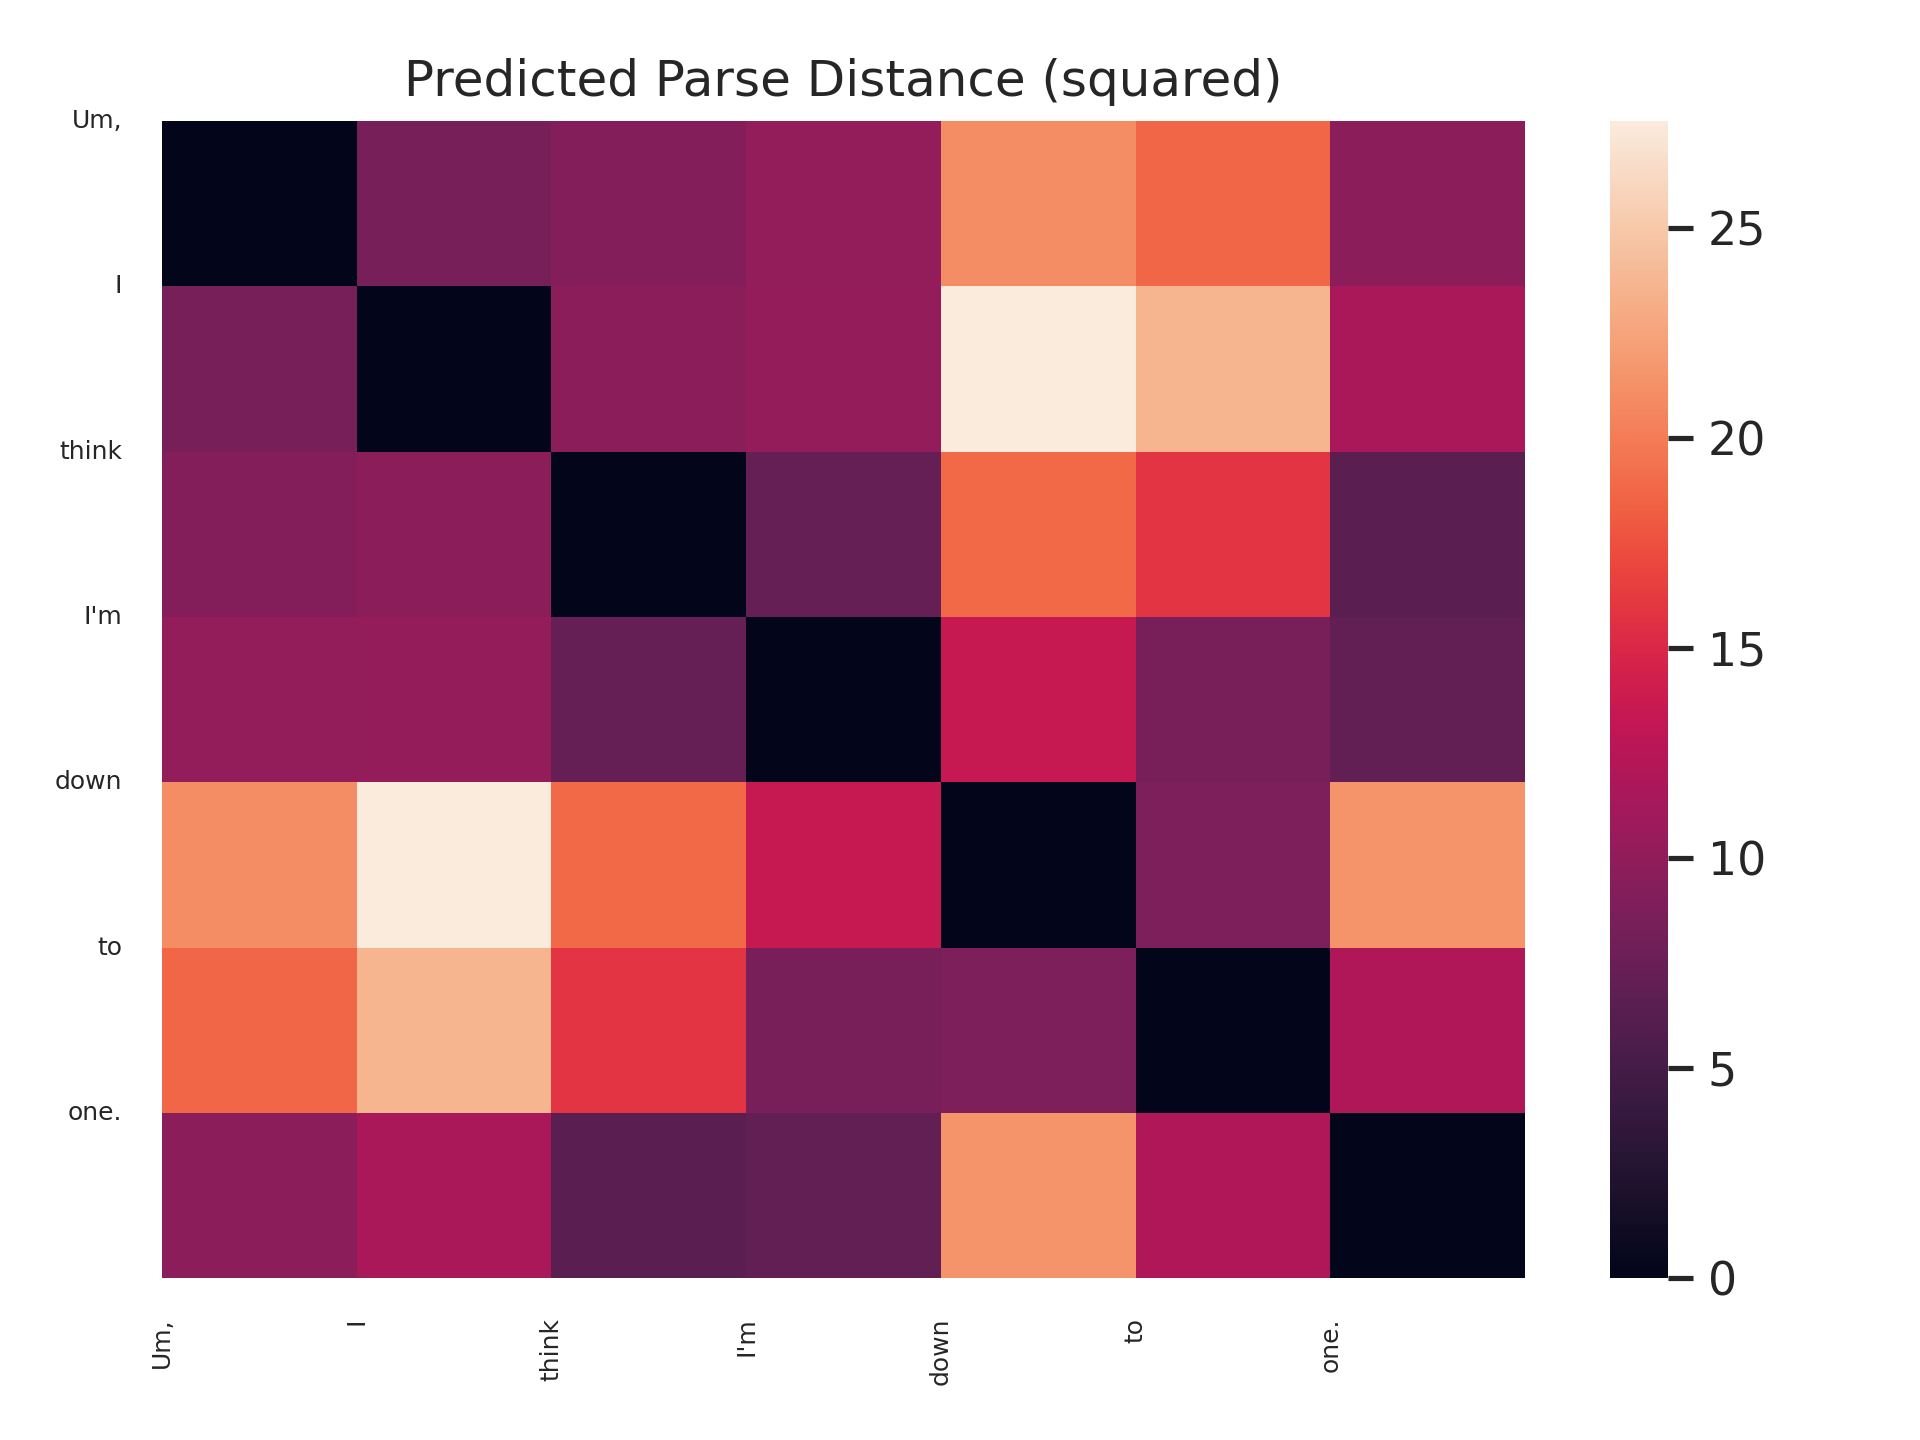 Predicted Parse Distance (squared)
Um,
I
think
I'm
down
to
one.
Um,
I
think
I'm
down
to
one.
25
20
15
10
5
0